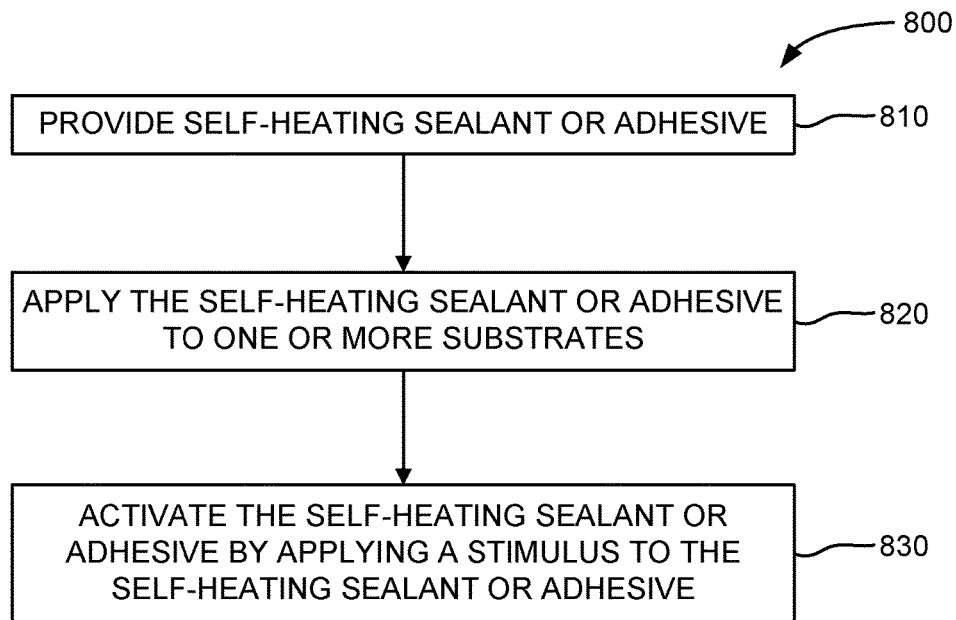 800
PROVIDE SELF-HEATING SEALANT OR ADHESIVE
810
APPLY THE SELF-HEATING SEALANT OR ADHESIVE
TO ONE OR MORE SUBSTRATES
820
ACTIVATE THE SELF-HEATING SEALANT OR
ADHESIVE BY APPLYING A STIMULUS TO THE
SELF-HEATING SEALANT OR ADHESIVE
830